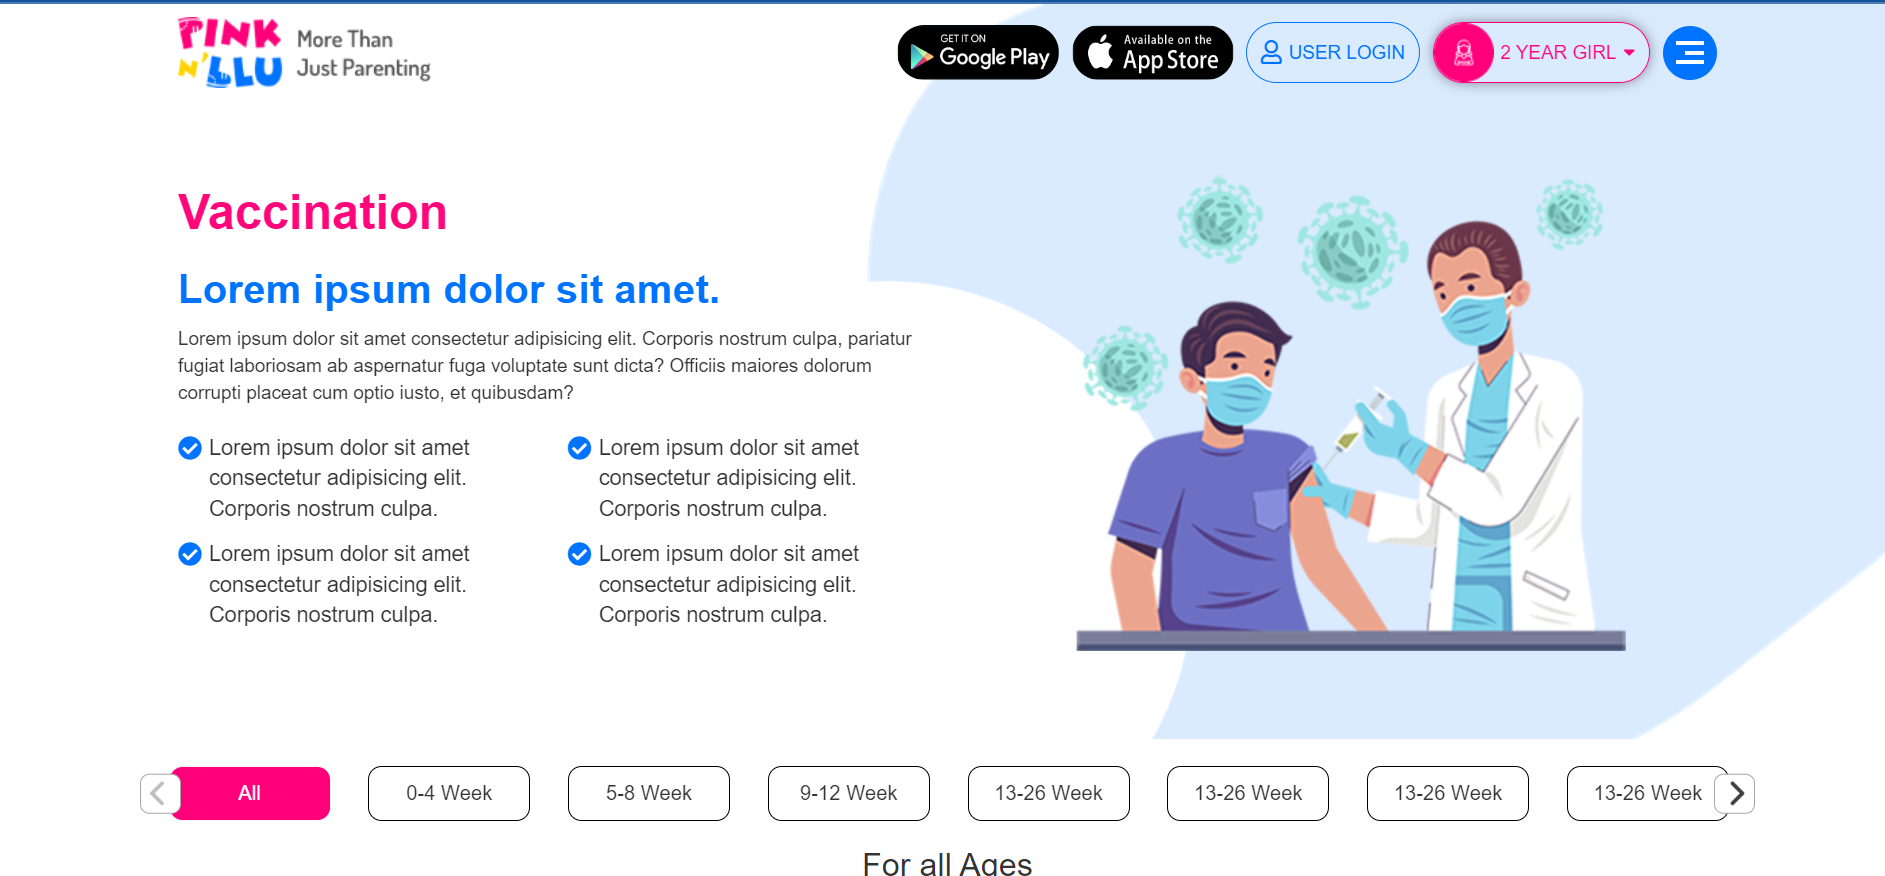 PINK
N' LLU
More Than
Just Parenting
GET IT ON
Google Play
Available on the
App Store
USER LOGIN
2 YEAR GIRL
Vaccination
Lorem ipsum dolor sit amet.
Lorem ipsum dolor sit amet consectetur adipisicing elit. Corporis nostrum culpa, pariatur
fugiat laboriosam ab aspernatur fuga voluptate sunt dicta? Officiis maiores dolorum
corrupti placeat cum optio iusto, et quibusdam?
Lorem ipsum dolor sit amet
consectetur adipisicing elit.
Corporis nostrum culpa.
Lorem ipsum dolor sit amet
consectetur adipisicing elit.
Corporis nostrum culpa.
Lorem ipsum dolor sit amet
consectetur adipisicing elit.
Corporis nostrum culpa.
Lorem ipsum dolor sit amet
consectetur adipisicing elit.
Corporis nostrum culpa.
All
0-4 Week
5-8 Week
9-12 Week
13-26 Week
13-26 Week
13-26 Week
13-26 Week
For all Ages